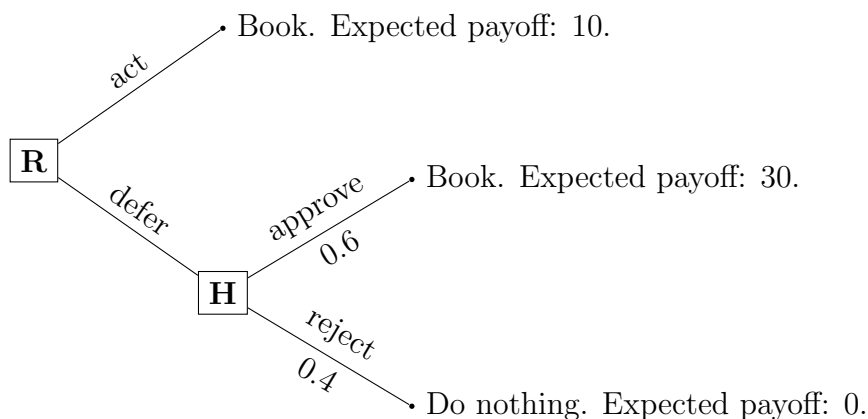 Book. Expected payoff: 10.
act
R
defer
approve
Book. Expected payoff: 30.
0.6
H
reject
0.4
Do nothing. Expected payoff: 0.